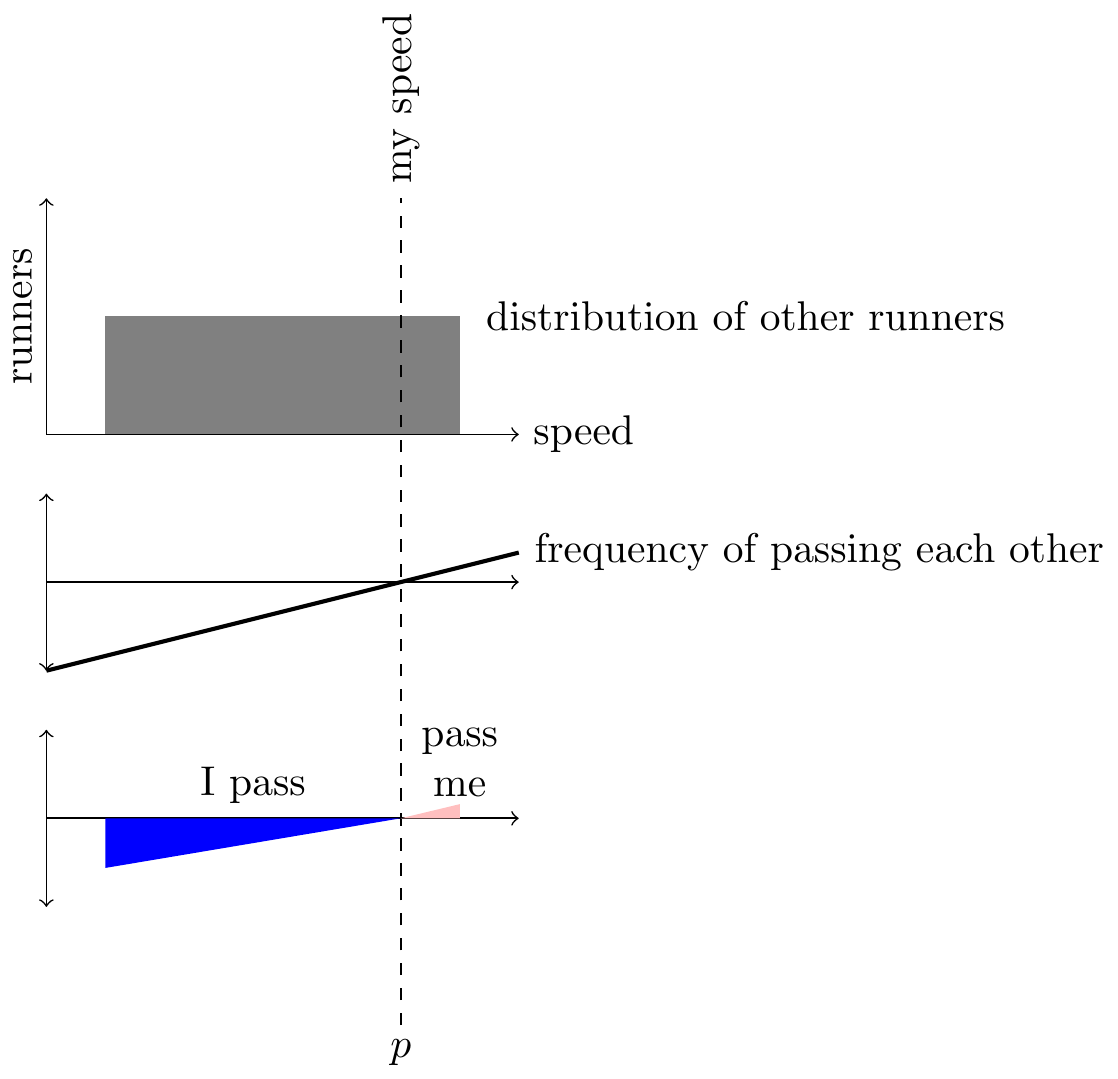 my speed
runners
distribution of other runners
speed
frequency of passing each other
pass
me
I pass
p